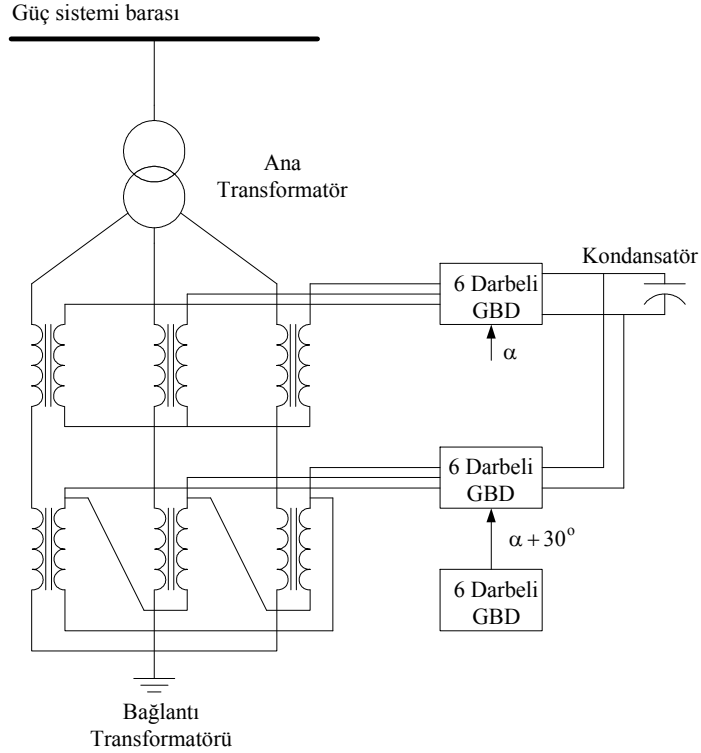 Güç sistemi barası
Ana
Transformatör
Kondansatör
6 Darbeli
GBD
α
6 Darbeli
GBD
α + 30°
6 Darbeli
GBD
Bağlantı
Transformatörü